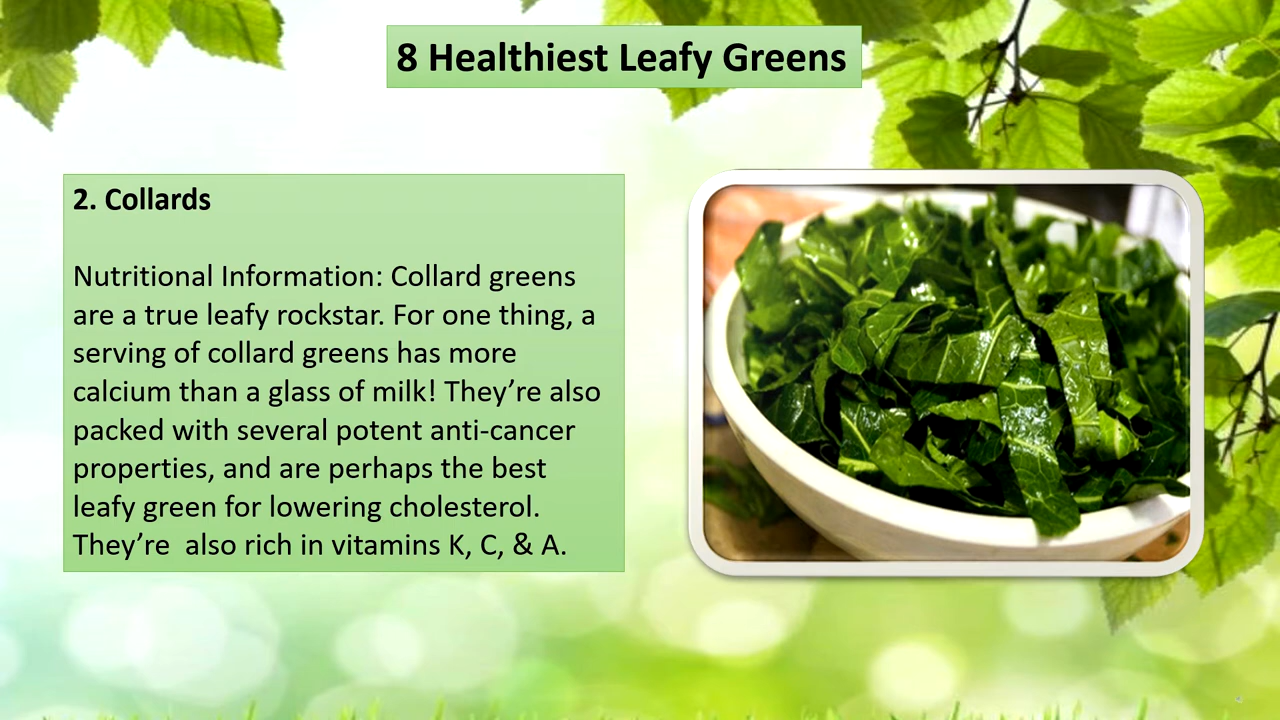 8 Healthiest Leafy Greens
2. Collards
Nutritional Information: Collard greens
are a true leafy rockstar. For one thing, a
serving of collard greens has more
calcium than a glass of milk! They’re also
packed with several potent anti-cancer
properties, and are perhaps the best
leafy green for lowering cholesterol.
They’re  also rich in vitamins K, C, & A.